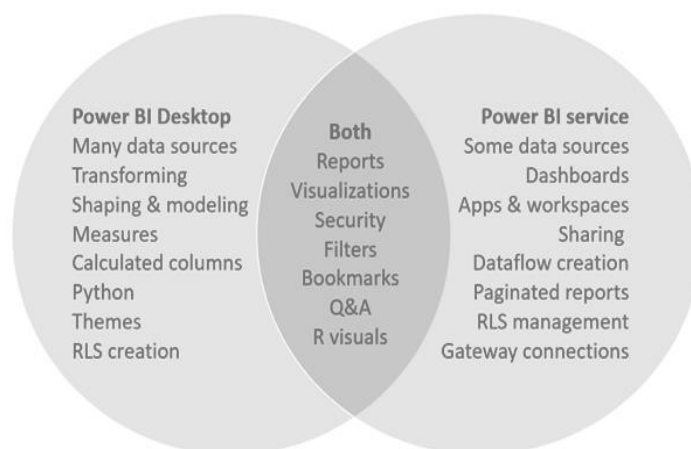 Power BI Desktop
Many data sources
Transforming
Shaping & modeling
Measures
Calculated columns
Python
Themes
RLS creation
Both
Reports
Visualizations
Security
Filters
Bookmarks
Q&A
R visuals
Power BI service
Some data sources
Dashboards
Apps & workspaces
Sharing
Dataflow creation
Paginated reports
RLS management
Gateway connections